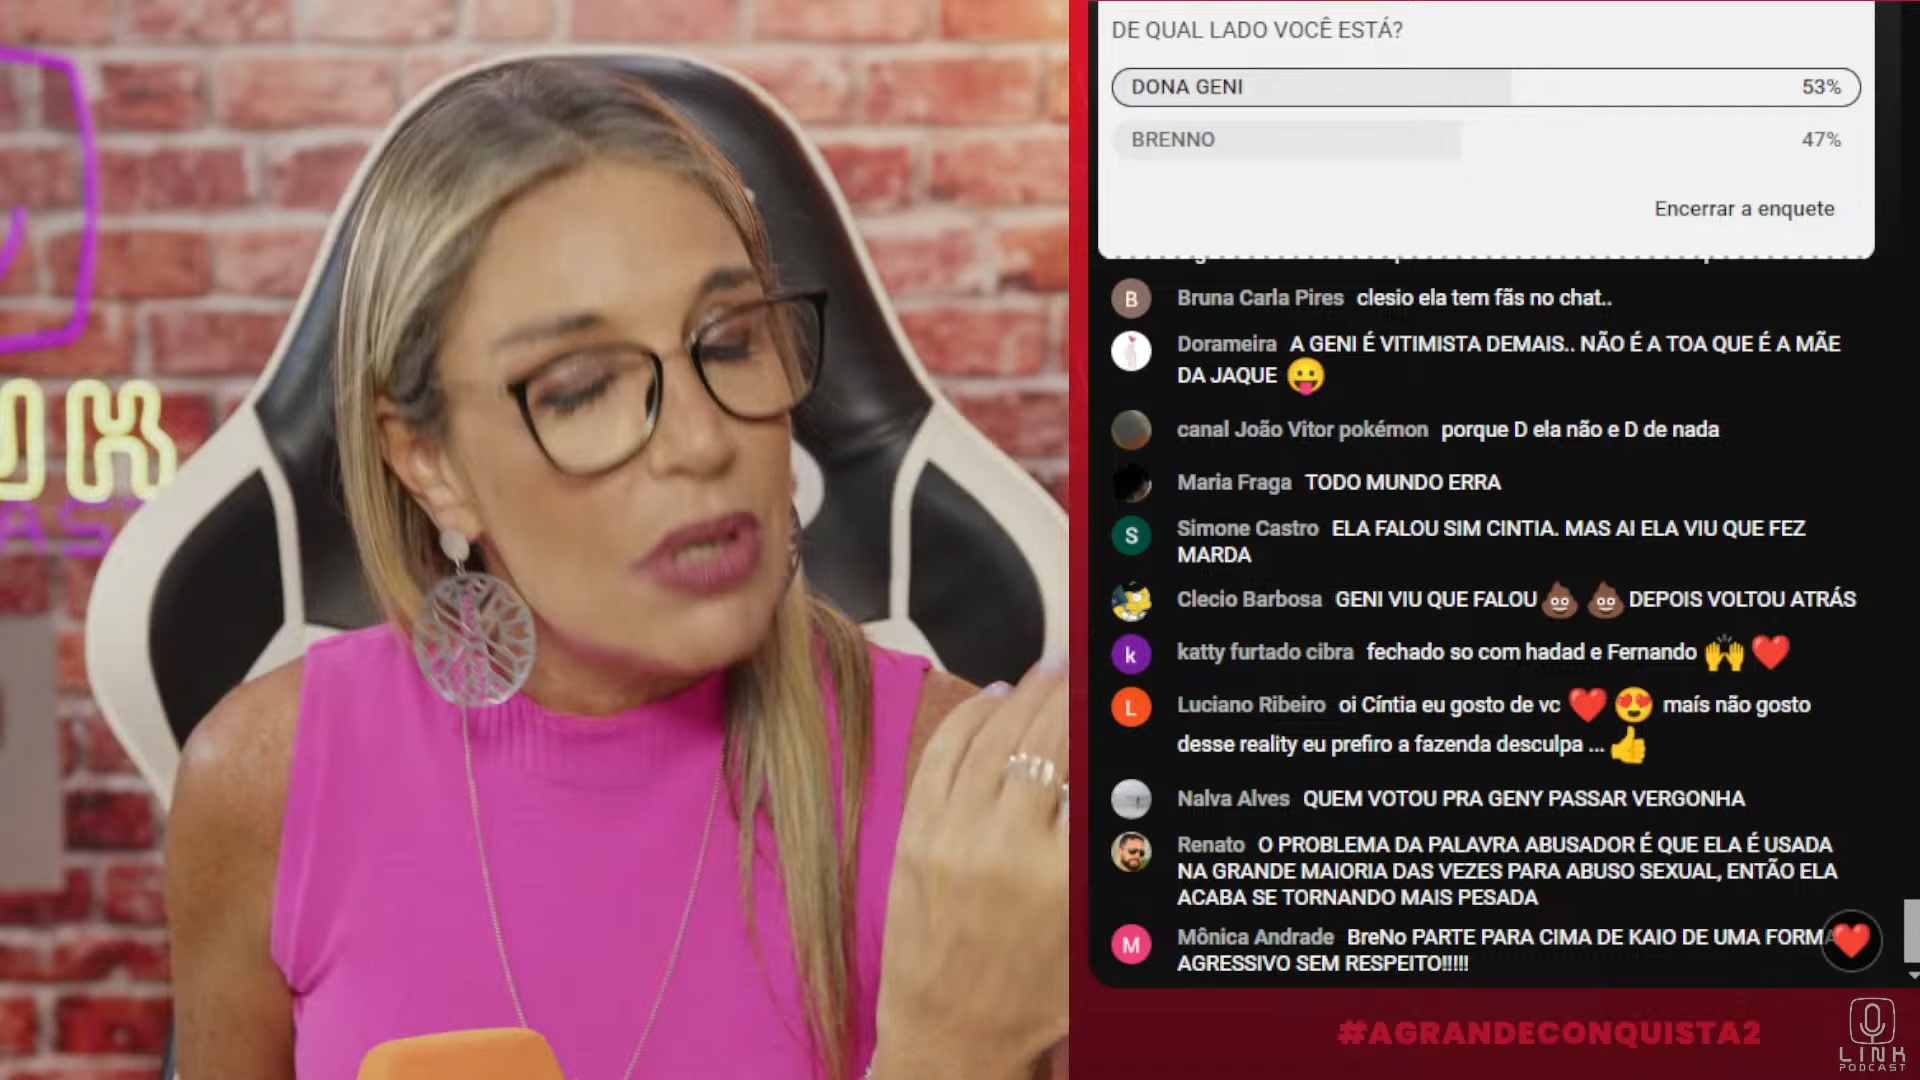 DE QUAL LADO VOCÊ ESTÁ?
DONA GENI 53%
BRENNO 47%
Encerrar a enquete
B Bruna Carla Pires clesio ela tem fãs no chat..
Dorameira A GENI É VITIMISTA DEMAIS.. NÃO É A TOA QUE É A MÃE
DA JAQUE 😛
canal João Vitor pokémon porque D ela não e D de nada
Maria Fraga TODO MUNDO ERRA
S Simone Castro ELA FALOU SIM CINTIA. MAS AI ELA VIU QUE FEZ
MARDA
Clecio Barbosa GENI VIU QUE FALOU 💩 💩 DEPOIS VOLTOU ATRÁS
k katty furtado cibra fechado so com hadad e Fernando 🙌 ❤️
L Luciano Ribeiro oi Cíntia eu gosto de vc ❤️ 😍 maís não gosto
desse reality eu prefiro a fazenda desculpa ... 👍
Nalva Alves QUEM VOTOU PRA GENY PASSAR VERGONHA
Renato O PROBLEMA DA PALAVRA ABUSADOR É QUE ELA É USADA
NA GRANDE MAIORIA DAS VEZES PARA ABUSO SEXUAL, ENTÃO ELA
ACABA SE TORNANDO MAIS PESADA
M Mônica Andrade BreNo PARTE PARA CIMA DE KAIO DE UMA FORMA
AGRESSIVO SEM RESPEITO!!!!!
#AGRANDECONQUISTA2
LINK
PODCAST